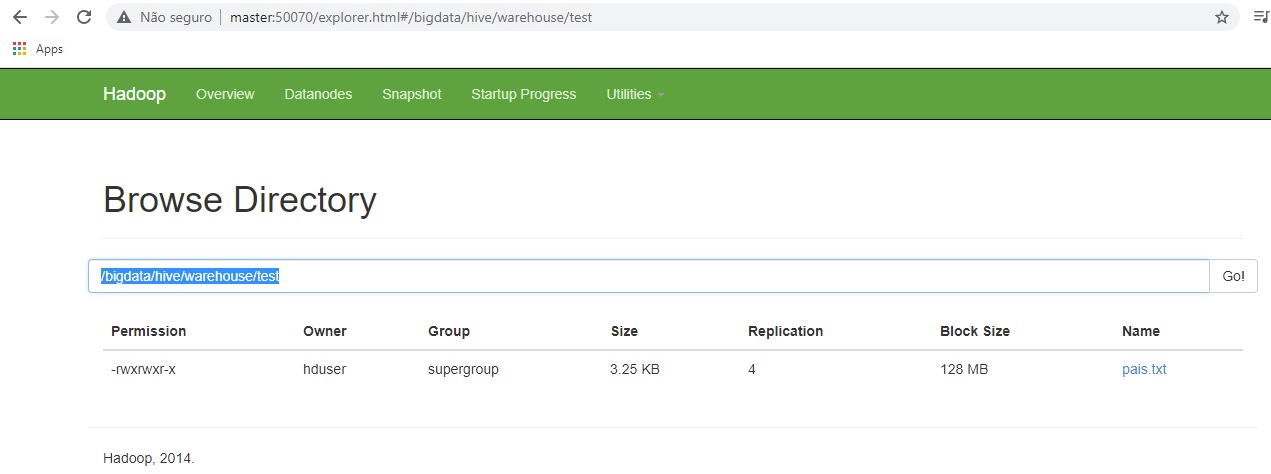 Não seguro | master:50070/explorer.html#/bigdata/hive/warehouse/test
Apps
Hadoop Overview Datanodes Snapshot Startup Progress Utilities
Browse Directory
/bigdata/hive/warehouse/test Go!
Permission Owner Group Size Replication Block Size Name
-rwxrwxr-x hduser supergroup 3.25 KB 4 128 MB pais.txt
Hadoop, 2014.